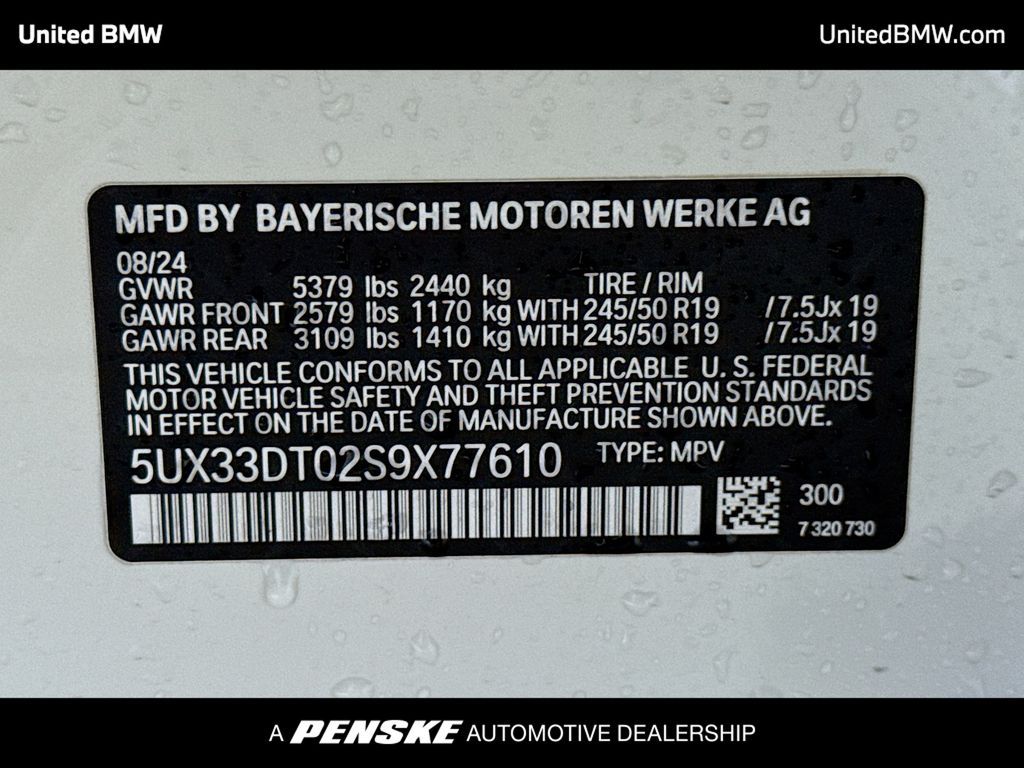 United BMW
UnitedBMW.com
MFD BY BAYERISCHE MOTOREN WERKE AG
08/24
GVWR 5379 lbs 2440 kg TIRE / RIM
GAWR FRONT 2579 lbs 1170 kg WITH 245/50 R19 /7.5Jx 19
GAWR REAR 3109 lbs 1410 kg WITH 245/50 R19 /7.5Jx 19
THIS VEHICLE CONFORMS TO ALL APPLICABLE U. S. FEDERAL
MOTOR VEHICLE SAFETY AND THEFT PREVENTION STANDARDS
IN EFFECT ON THE DATE OF MANUFACTURE SHOWN ABOVE.
5UX33DT02S9X77610 TYPE: MPV
300
7 320 730
A PENSKE AUTOMOTIVE DEALERSHIP